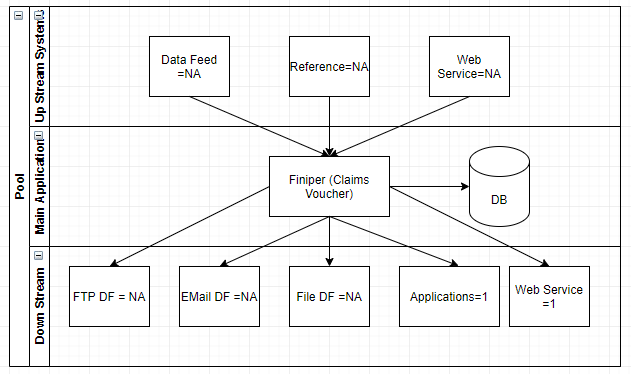 Pool
Up Stream Systems
Data Feed
=NA
Reference=NA
Web
Service=NA
Main Application
Finiper (Claims
Voucher)
DB
Down Stream
FTP DF = NA
EMail DF =NA
File DF =NA
Applications=1
Web Service
=1